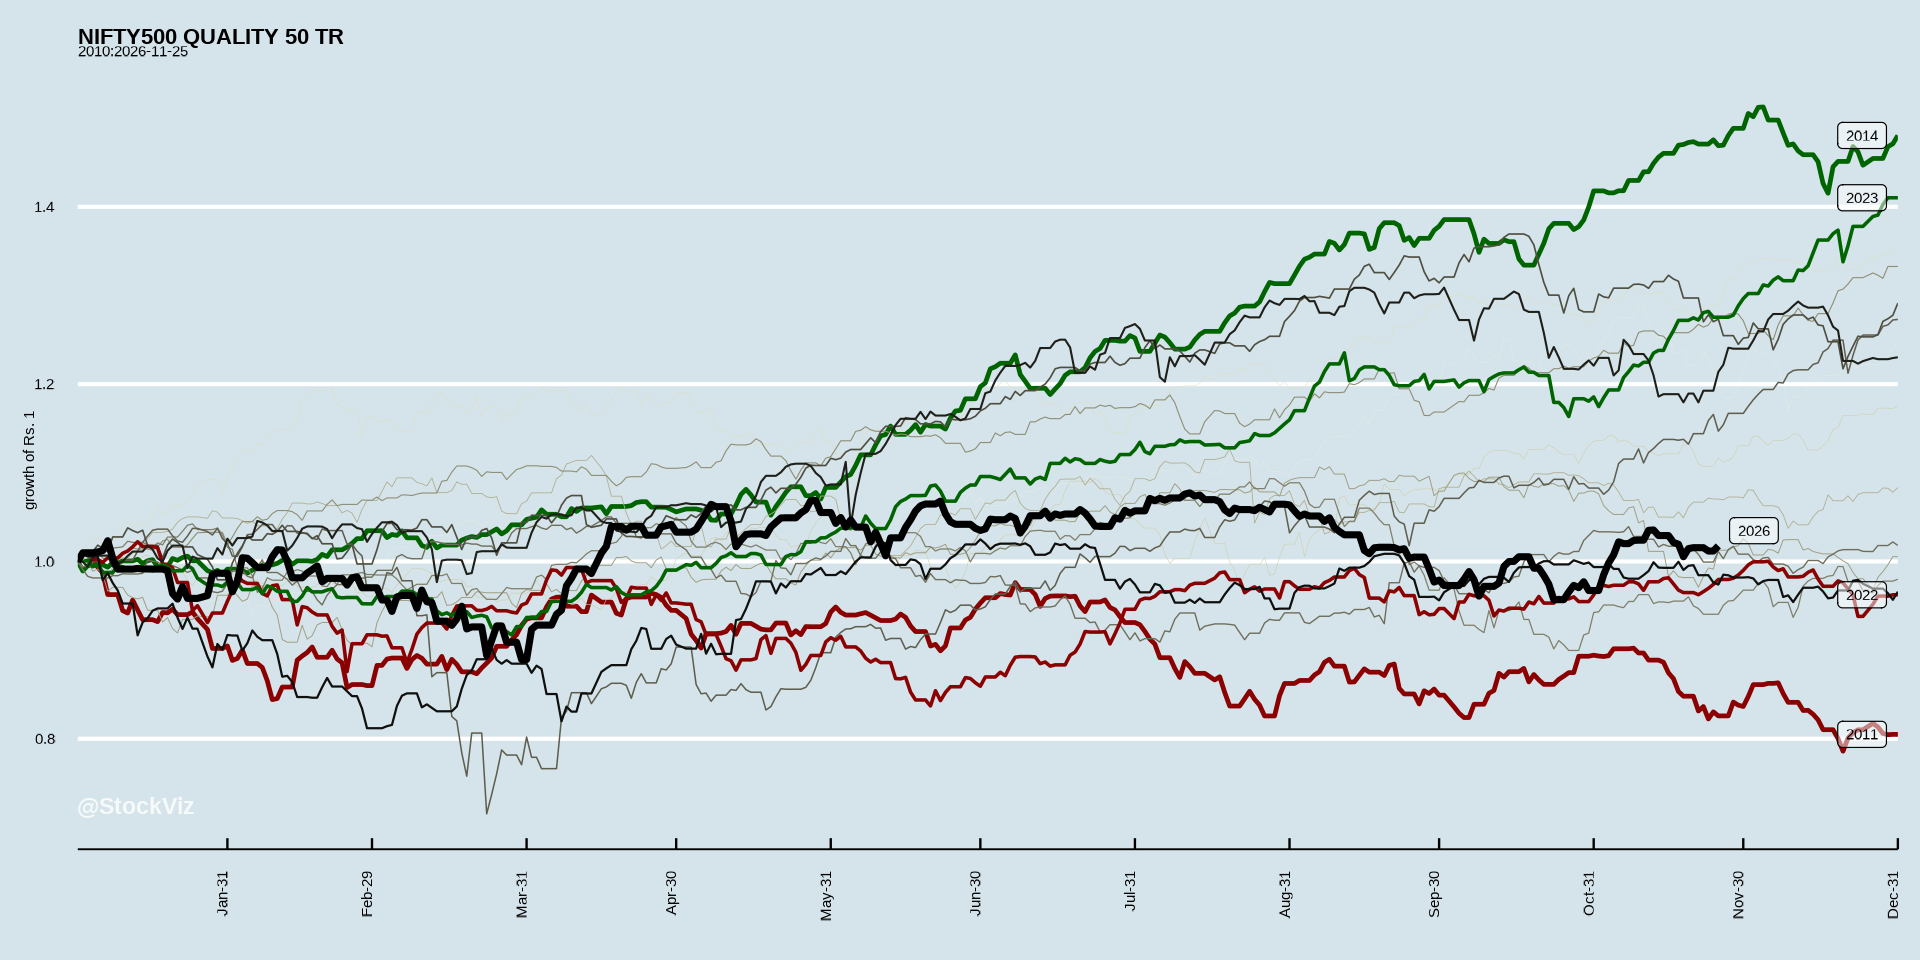 NIFTY500 QUALITY 50 TR
2010:2026-11-25
2014
2023
1.4
1.2
growth of Rs. 1
2026
1.0
2022
2011
0.8
@StockViz
Jan-31
Feb-29
Mar-31
Apr-30
May-31
Jun-30
Jul-31
Aug-31
Sep-30
Oct-31
Nov-30
Dec-31